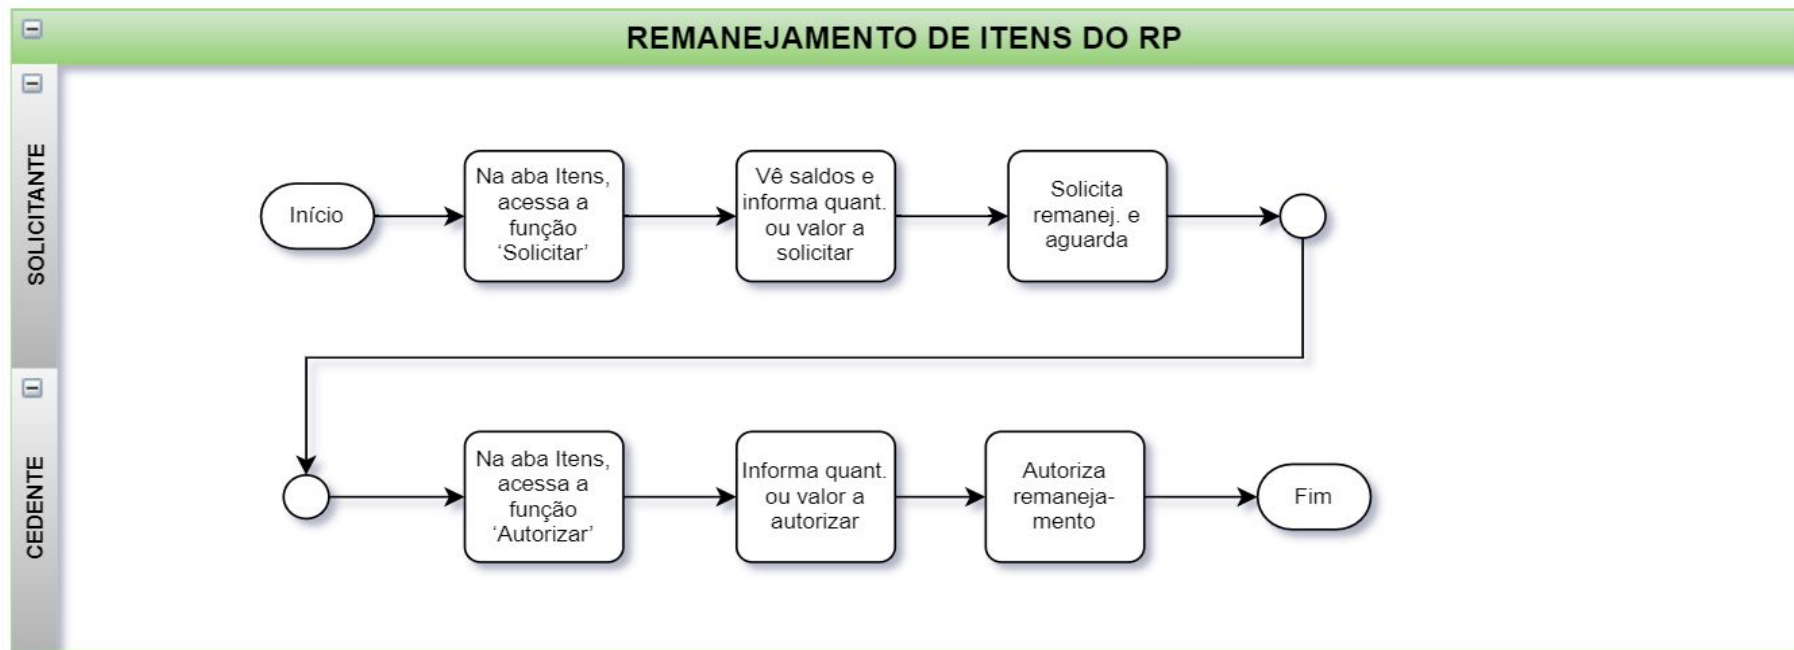 REMANEJAMENTO DE ITENS DO RP
SOLICITANTE
Início
Na aba Itens,
acessa a
função
‘Solicitar’
Vê saldos e
informa quant.
ou valor a
solicitar
Solicita
remanej. e
aguarda
CEDENTE
Na aba Itens,
acessa a
função
‘Autorizar’
Informa quant.
ou valor a
autorizar
Autoriza
remaneja-
mento
Fim